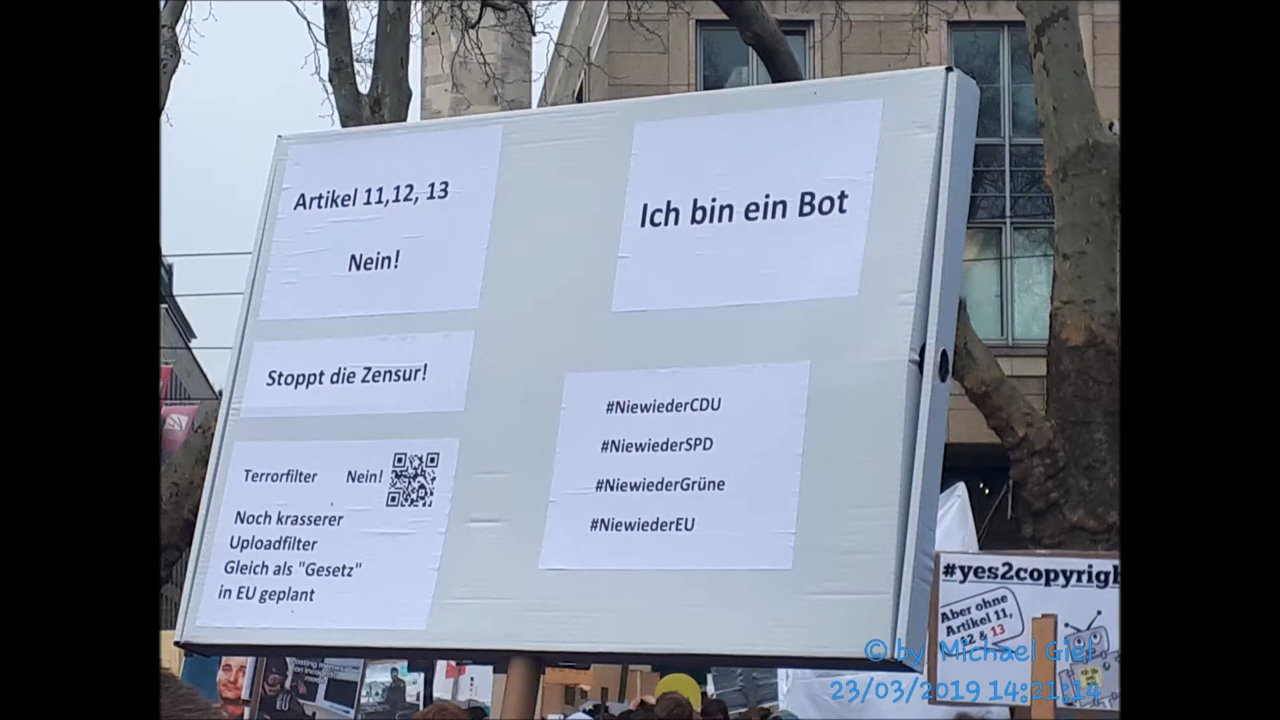 Artikel 11,12, 13
Nein!
Ich bin ein Bot
Stoppt die Zensur!
Terrorfilter Nein!
Noch krasserer
Uploadfilter
Gleich als "Gesetz"
in EU geplant
#NiewiederCDU
#NiewiederSPD
#NiewiederGrüne
#NiewiederEU
#yes2copyrigh
Aber ohne
Artikel 11,
12 & 13
© by Michael Giet
23/03/2019 14:21:14